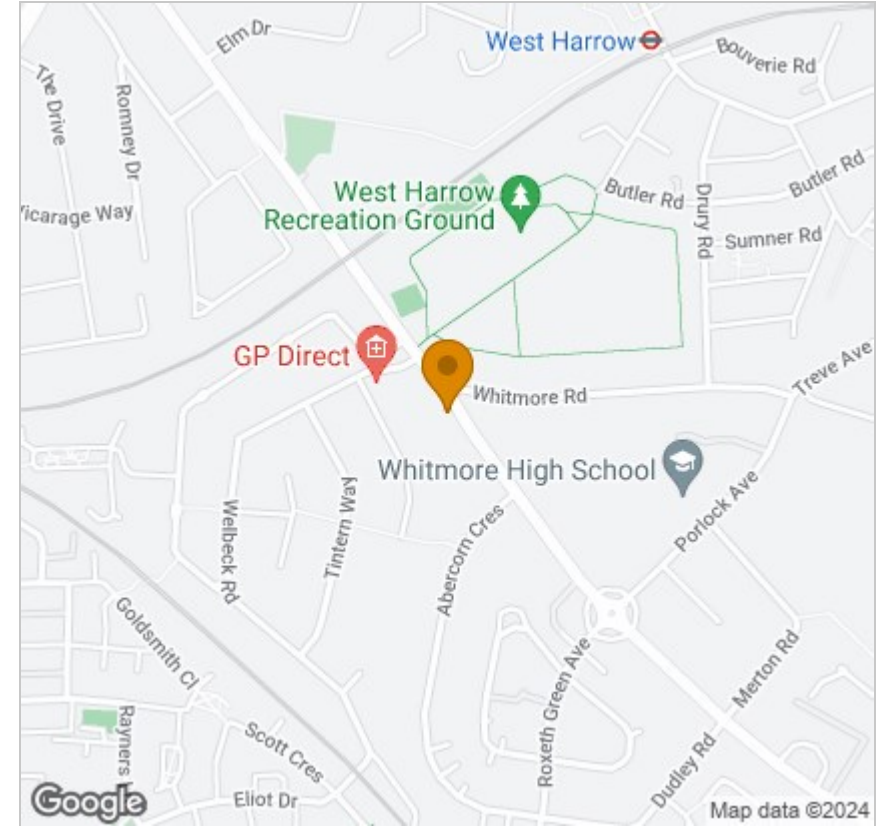 Elm Dr
West Harrow
Bouverie Rd
The Drive
Romney Dr
West Harrow
Recreation Ground
Butler Rd
Butler Rd
Drury Rd
icarage Way
Sumner Rd
GP Direct
Whitmore Rd
Treve Ave
Whitmore High School
Tintern Way
Welbeck Rd
Abercorn Cres
Porlock Ave
Goldsmith Cl
Roxeth Green Ave
Merton Rd
Rayners
Scott Cres
Dudley Rd
Eliot Dr
Google
Map data ©2024